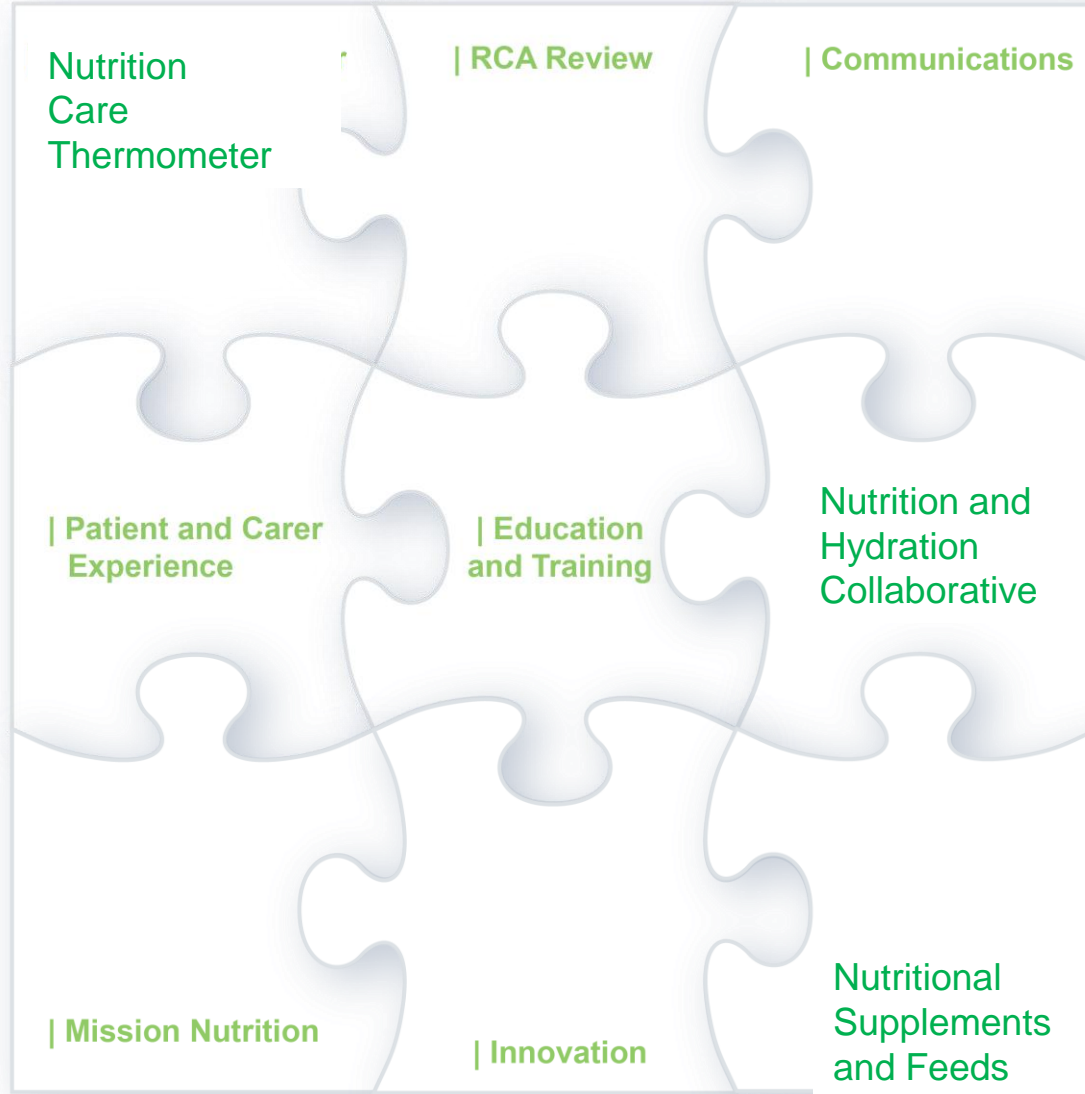 Nutrition
Care
Thermometer
| RCA Review
| Communications
| Patient and Carer
Experience
| Education
and Training
Nutrition and
Hydration
Collaborative
| Mission Nutrition
| Innovation
Nutritional
Supplements
and Feeds